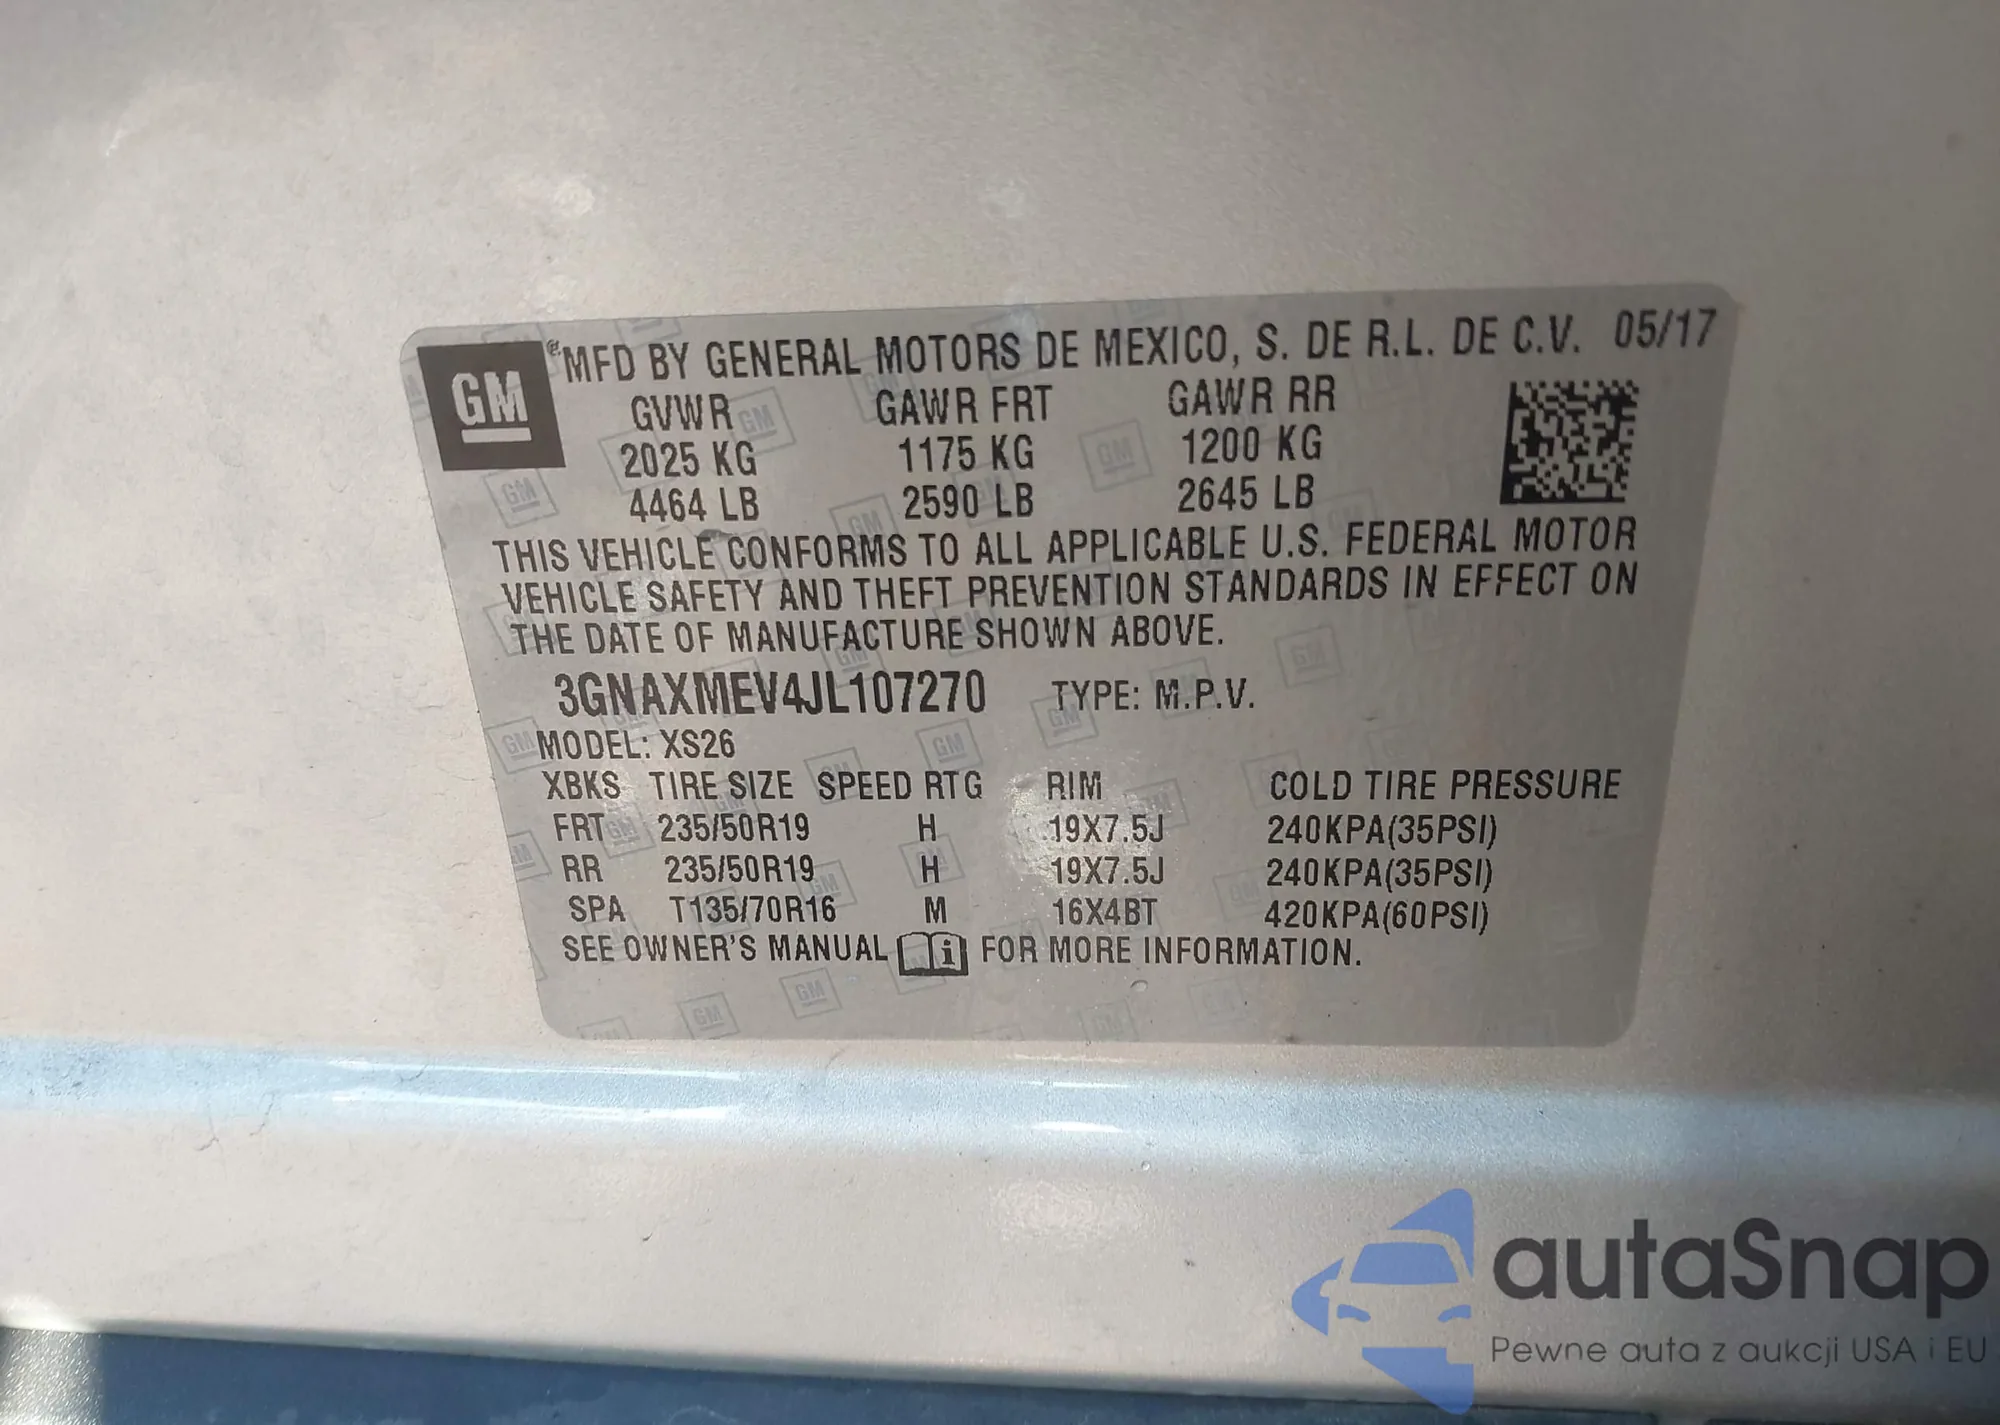 GM
®MFD BY GENERAL MOTORS DE MEXICO, S. DE R.L. DE C.V. 05/17
GVWR GAWR FRT GAWR RR
2025 KG 1175 KG 1200 KG
4464 LB 2590 LB 2645 LB
THIS VEHICLE CONFORMS TO ALL APPLICABLE U.S. FEDERAL MOTOR
VEHICLE SAFETY AND THEFT PREVENTION STANDARDS IN EFFECT ON
THE DATE OF MANUFACTURE SHOWN ABOVE.
3GNAXMEV4JL107270 TYPE: M.P.V.
MODEL: XS26
XBKS TIRE SIZE SPEED RTG RIM COLD TIRE PRESSURE
FRT 235/50R19 H 19X7.5J 240KPA(35PSI)
RR 235/50R19 H 19X7.5J 240KPA(35PSI)
SPA T135/70R16 M 16X4BT 420KPA(60PSI)
SEE OWNER'S MANUAL i FOR MORE INFORMATION.
autaSnap
Pewne auta z aukcji USA i EU